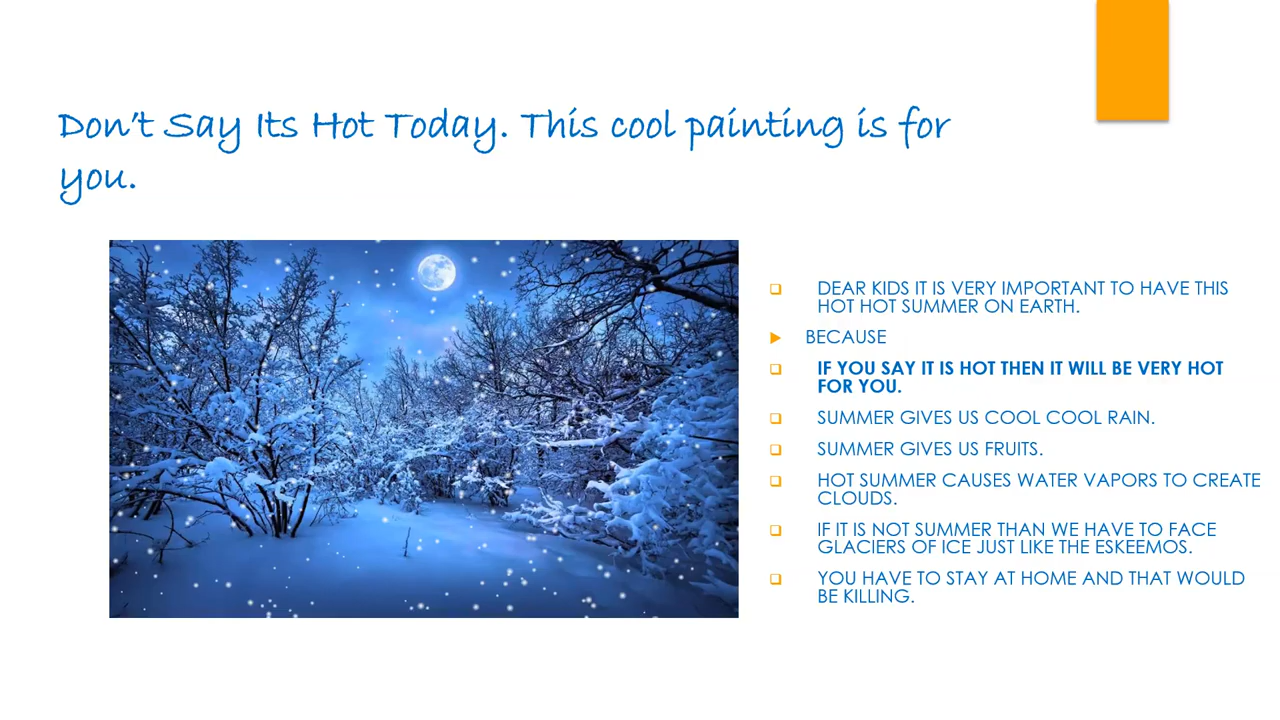 Don't Say Its Hot Today. This cool painting is for
you.
DEAR KIDS IT IS VERY IMPORTANT TO HAVE THIS
HOT HOT SUMMER ON EARTH.
BECAUSE
IF YOU SAY IT IS HOT THEN IT WILL BE VERY HOT
FOR YOU.
SUMMER GIVES US COOL COOL RAIN.
SUMMER GIVES US FRUITS.
HOT SUMMER CAUSES WATER VAPORS TO CREATE
CLOUDS.
IF IT IS NOT SUMMER THAN WE HAVE TO FACE
GLACIERS OF ICE JUST LIKE THE ESKEEMOS.
YOU HAVE TO STAY AT HOME AND THAT WOULD
BE KILLING.